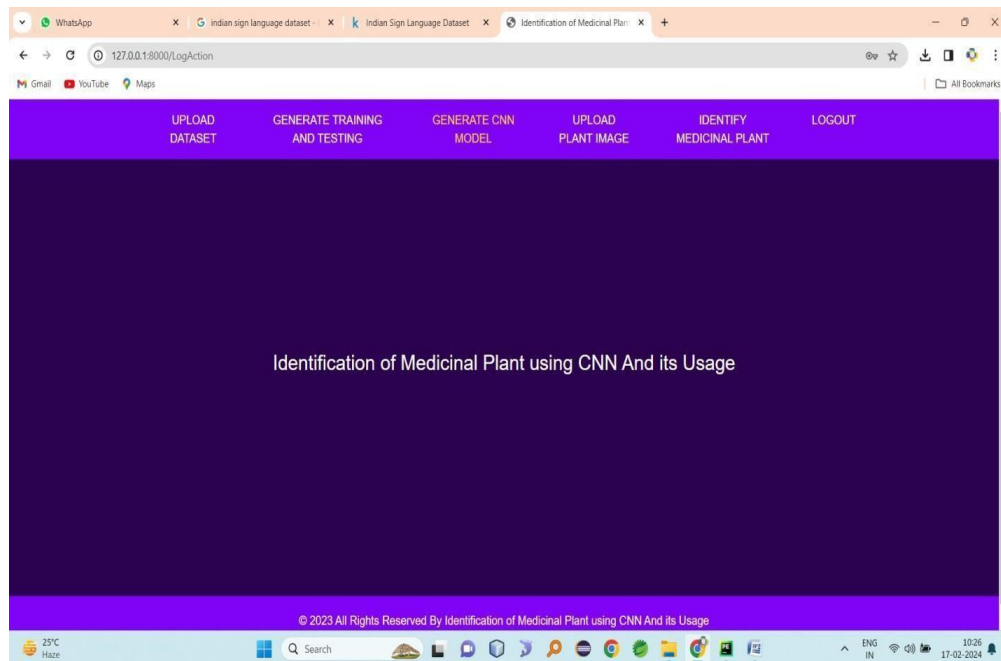 WhatsApp
indian sign language dataset -
Indian Sign Language Dataset
Identification of Medicinal Plan
127.0.0.1:8000/LogAction
Gmail YouTube Maps All Bookmarks
UPLOAD DATASET
GENERATE TRAINING AND TESTING
GENERATE CNN MODEL
UPLOAD PLANT IMAGE
IDENTIFY MEDICINAL PLANT
LOGOUT
Identification of Medicinal Plant using CNN And its Usage
© 2023 All Rights Reserved By Identification of Medicinal Plant using CNN And its Usage
25°C
Haze
Search
ENG
IN
10:26
17-02-2024